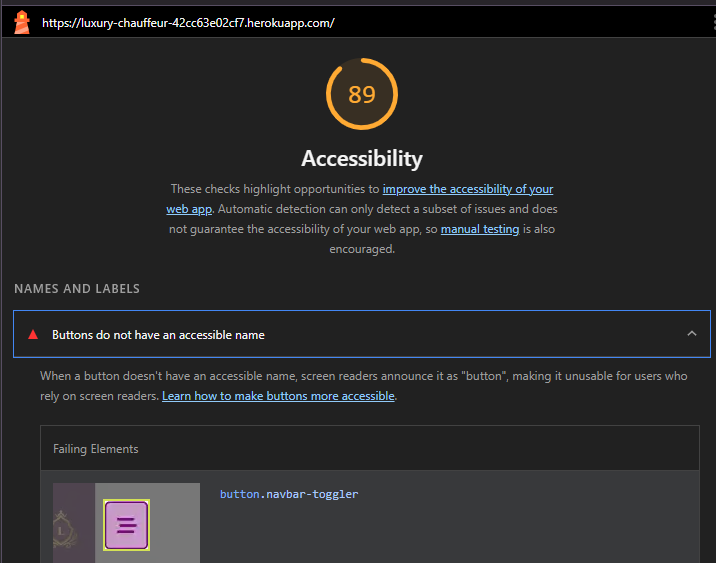 https://luxury-chauffeur-42cc63e02cf7.herokuapp.com/
89
Accessibility
These checks highlight opportunities to improve the accessibility of your
web app. Automatic detection can only detect a subset of issues and does
not guarantee the accessibility of your web app, so manual testing is also
encouraged.
NAMES AND LABELS
Buttons do not have an accessible name
When a button doesn't have an accessible name, screen readers announce it as "button", making it unusable for users who
rely on screen readers. Learn how to make buttons more accessible.
Failing Elements
button.navbar-toggler
L